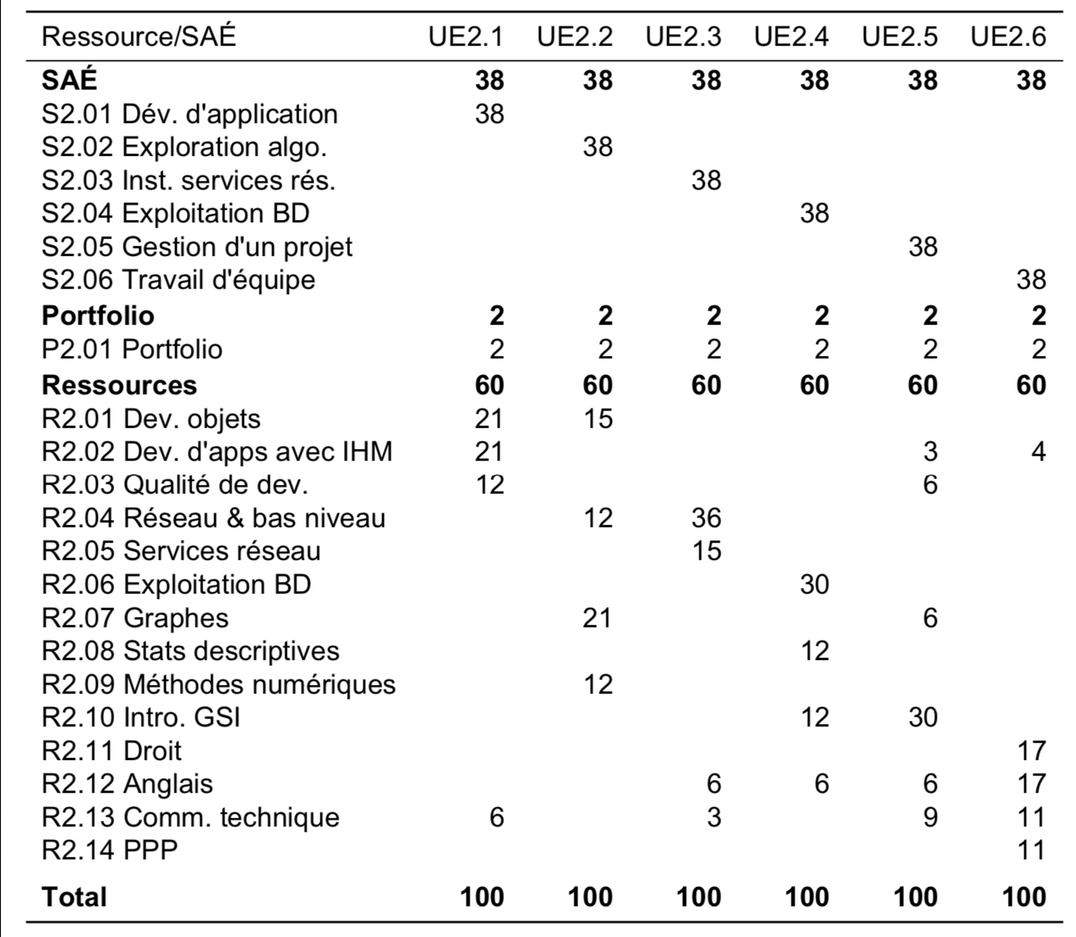 Ressource/SAÉ UE2.1 UE2.2 UE2.3 UE2.4 UE2.5 UE2.6
SAÉ 38 38 38 38 38 38
S2.01 Dév. d'application 38
S2.02 Exploration algo. 38
S2.03 Inst. services rés. 38
S2.04 Exploitation BD 38
S2.05 Gestion d'un projet 38
S2.06 Travail d'équipe 38
Portfolio 2 2 2 2 2 2
P2.01 Portfolio 2 2 2 2 2 2
Ressources 60 60 60 60 60 60
R2.01 Dev. objets 21 15
R2.02 Dev. d'apps avec IHM 21 3 4
R2.03 Qualité de dev. 12 6
R2.04 Réseau & bas niveau 12 36
R2.05 Services réseau 15
R2.06 Exploitation BD 30
R2.07 Graphes 21 6
R2.08 Stats descriptives 12
R2.09 Méthodes numériques 12
R2.10 Intro. GSI 12 30
R2.11 Droit 17
R2.12 Anglais 6 6 6 17
R2.13 Comm. technique 6 3 9 11
R2.14 PPP 11
Total 100 100 100 100 100 100